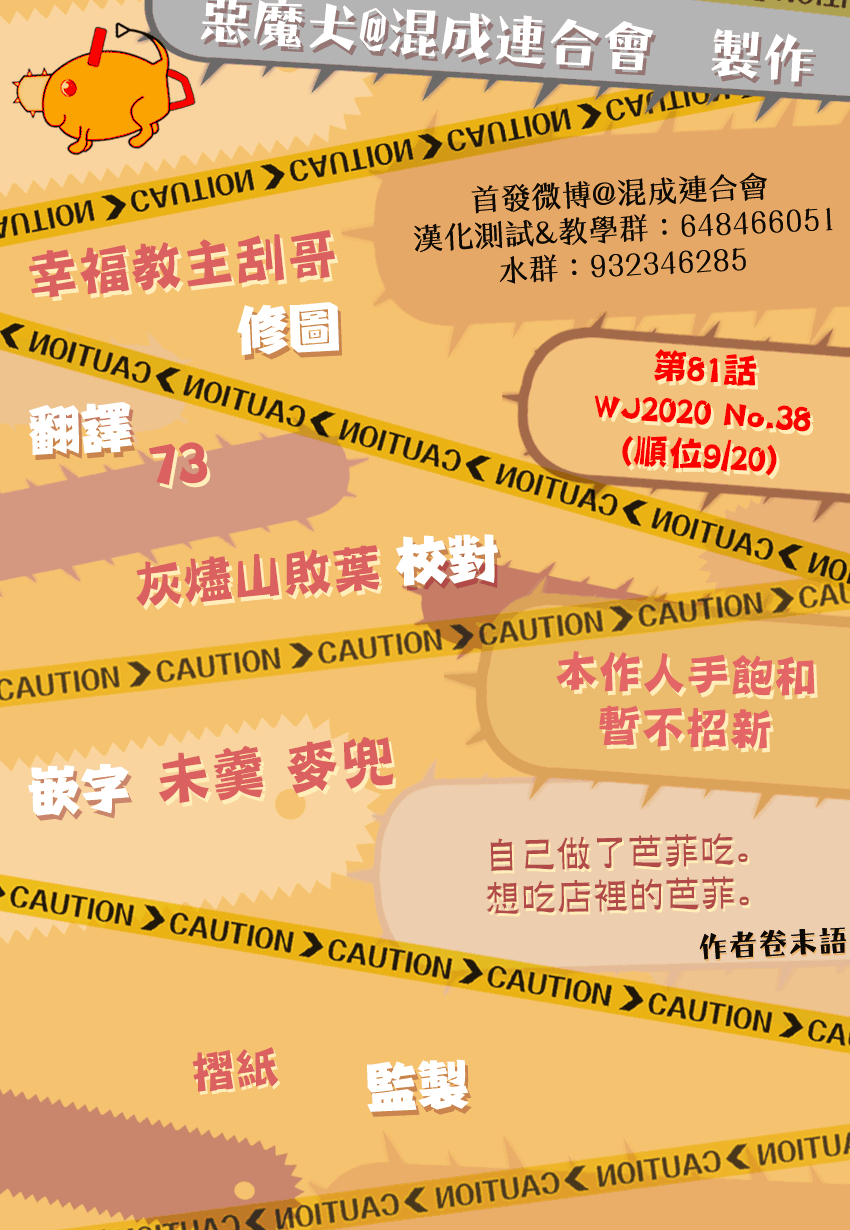 惡魔犬@混成連合會 製作
CAUTION CAUTION CAUTION CAUTION
首發微博@混成連合會
漢化測試&教學群：648466051
水群：932346285
幸福教主刮哥
修圖
CAUTION CAUTION CAUTION CAUTION CAUTION
第81話
WJ2020 No.38
(順位9/20)
翻譯
73
灰燼山敗葉 校對
CAUTION CAUTION CAUTION CAUTION CAUTION
本作人手飽和
暫不招新
嵌字 未羹 麥兜
自己做了芭菲吃。
想吃店裡的芭菲。
作者卷末語
CAUTION CAUTION CAUTION CAUTION CAUTION
摺紙
監製
CAUTION CAUTION CAUTION CAUTION